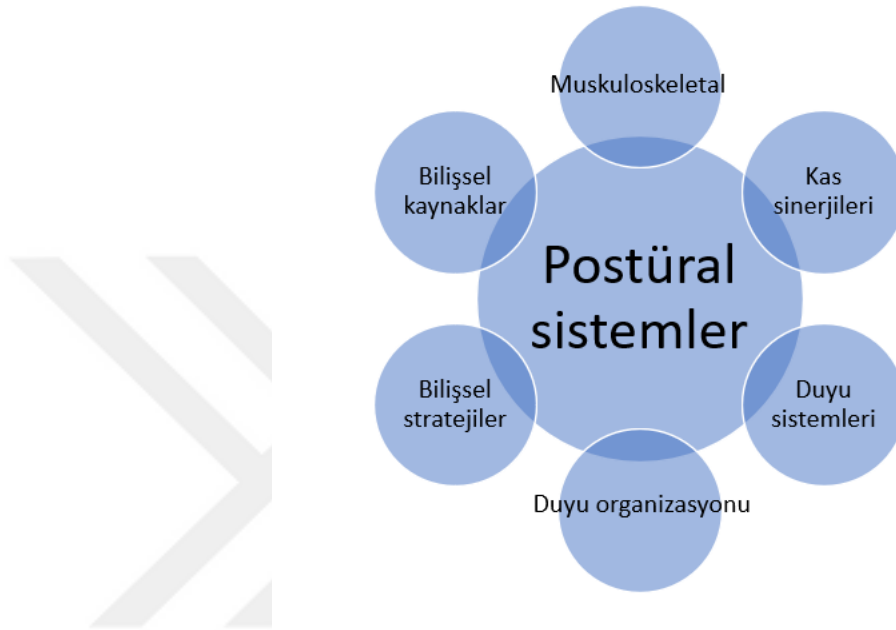 Muskuloskeletal
Bilişsel
kaynaklar
Kas
sinerjileri
Postüral
sistemler
Bilişsel
stratejiler
Duyu
sistemleri
Duyu organizasyonu